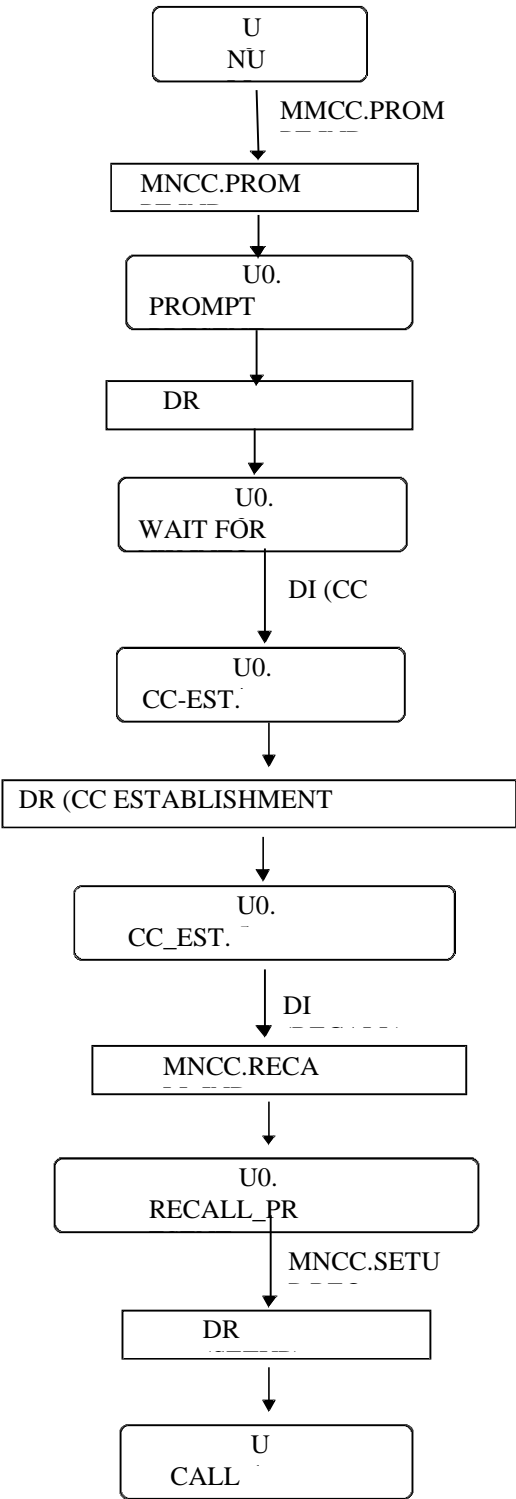 U
NU
MMCC.PROM
MNCC.PROM
U0.
PROMPT
DR
U0.
WAIT FOR
DI (CC
U0.
CC-EST.
DR (CC ESTABLISHMENT
U0.
CC_EST.
DI
MNCC.RECA
U0.
RECALL_PR
MNCC.SETU
DR
U
CALL